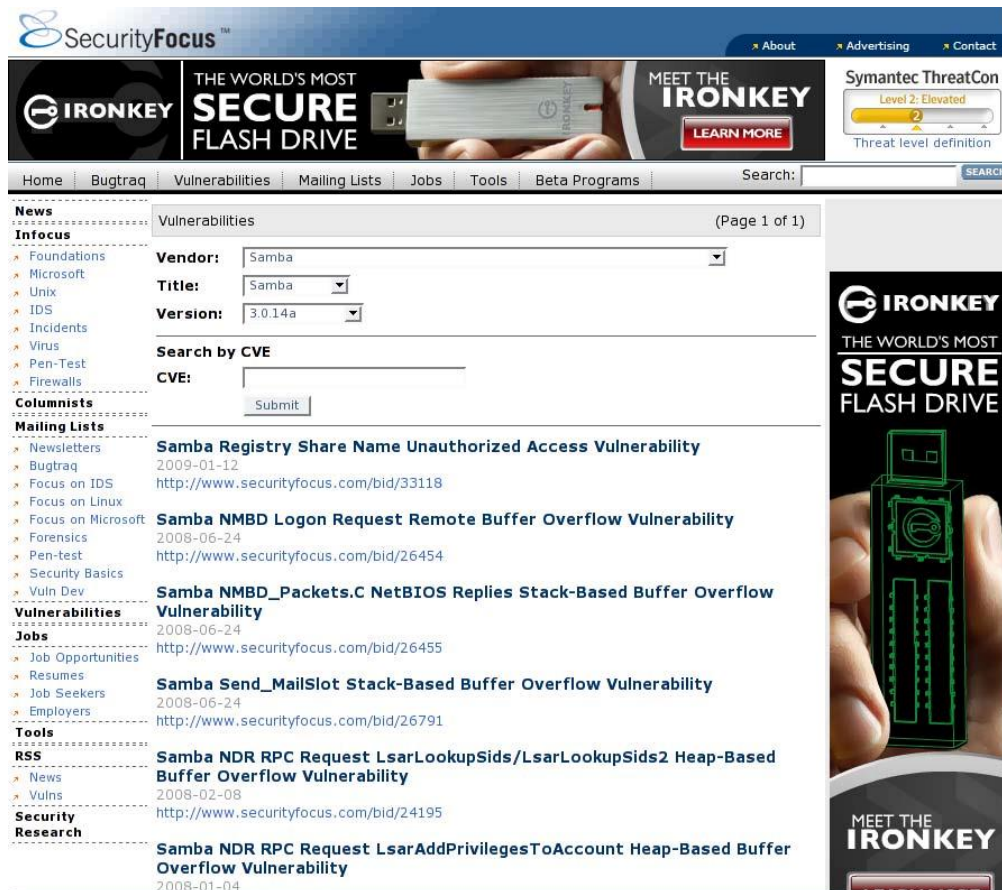 SecurityFocus ™
About
Advertising
Contact
IRONKEY
THE WORLD'S MOST
SECURE
FLASH DRIVE
IRONKEY
MEET THE
IRONKEY
LEARN MORE
Symantec ThreatCon
Level 2: Elevated
2
Threat level definition
Home
Bugtraq
Vulnerabilities
Mailing Lists
Jobs
Tools
Beta Programs
Search:
SEARCH
News
Infocus
Foundations
Microsoft
Unix
IDS
Incidents
Virus
Pen-Test
Firewalls
Columnists
Mailing Lists
Newsletters
Bugtraq
Focus on IDS
Focus on Linux
Focus on Microsoft
Forensics
Pen-test
Security Basics
Vuln Dev
Vulnerabilities
Jobs
Job Opportunities
Resumes
Job Seekers
Employers
Tools
RSS
News
Vulns
Security
Research
Vulnerabilities (Page 1 of 1)
Vendor: Samba
Title: Samba
Version: 3.0.14a
Search by CVE
CVE:
Submit
Samba Registry Share Name Unauthorized Access Vulnerability
2009-01-12
http://www.securityfocus.com/bid/33118
Samba NMBD Logon Request Remote Buffer Overflow Vulnerability
2008-06-24
http://www.securityfocus.com/bid/26454
Samba NMBD_Packets.C NetBIOS Replies Stack-Based Buffer Overflow
Vulnerability
2008-06-24
http://www.securityfocus.com/bid/26455
Samba Send_MailSlot Stack-Based Buffer Overflow Vulnerability
2008-06-24
http://www.securityfocus.com/bid/26791
Samba NDR RPC Request LsarLookupSids/LsarLookupSids2 Heap-Based
Buffer Overflow Vulnerability
2008-02-08
http://www.securityfocus.com/bid/24195
Samba NDR RPC Request LsarAddPrivilegesToAccount Heap-Based Buffer
Overflow Vulnerability
2008-01-04
IRONKEY
THE WORLD'S MOST
SECURE
FLASH DRIVE
MEET THE
IRONKEY